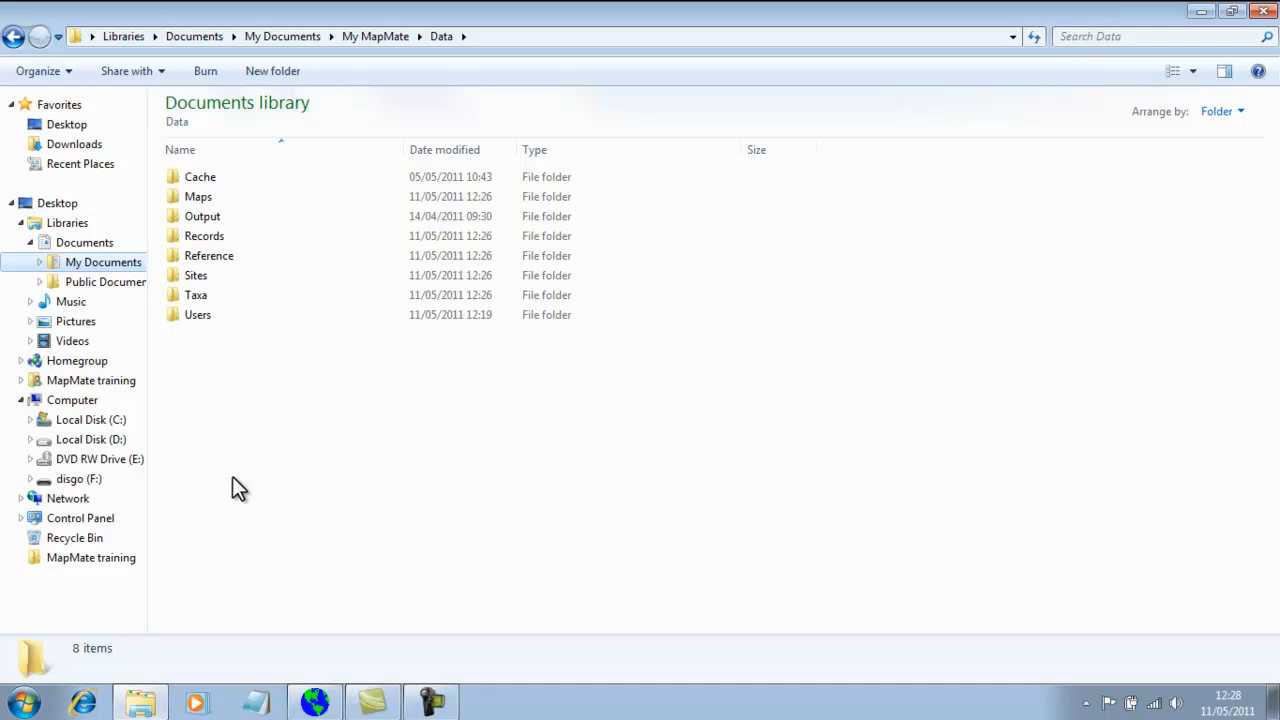 Libraries Documents My Documents My MapMate Data
Search Data
Organize Share with Burn New folder
Favorites
Desktop
Downloads
Recent Places
Desktop
Libraries
Documents
My Documents
Public Documer
Music
Pictures
Videos
Homegroup
MapMate training
Computer
Local Disk (C:)
Local Disk (D:)
DVD RW Drive (E:)
disgo (F:)
Network
Control Panel
Recycle Bin
MapMate training
Documents library
Data
Arrange by: Folder
Name Date modified Type Size
Cache 05/05/2011 10:43 File folder
Maps 11/05/2011 12:26 File folder
Output 14/04/2011 09:30 File folder
Records 11/05/2011 12:26 File folder
Reference 11/05/2011 12:26 File folder
Sites 11/05/2011 12:26 File folder
Taxa 11/05/2011 12:26 File folder
Users 11/05/2011 12:19 File folder
8 items
12:28
11/05/2011